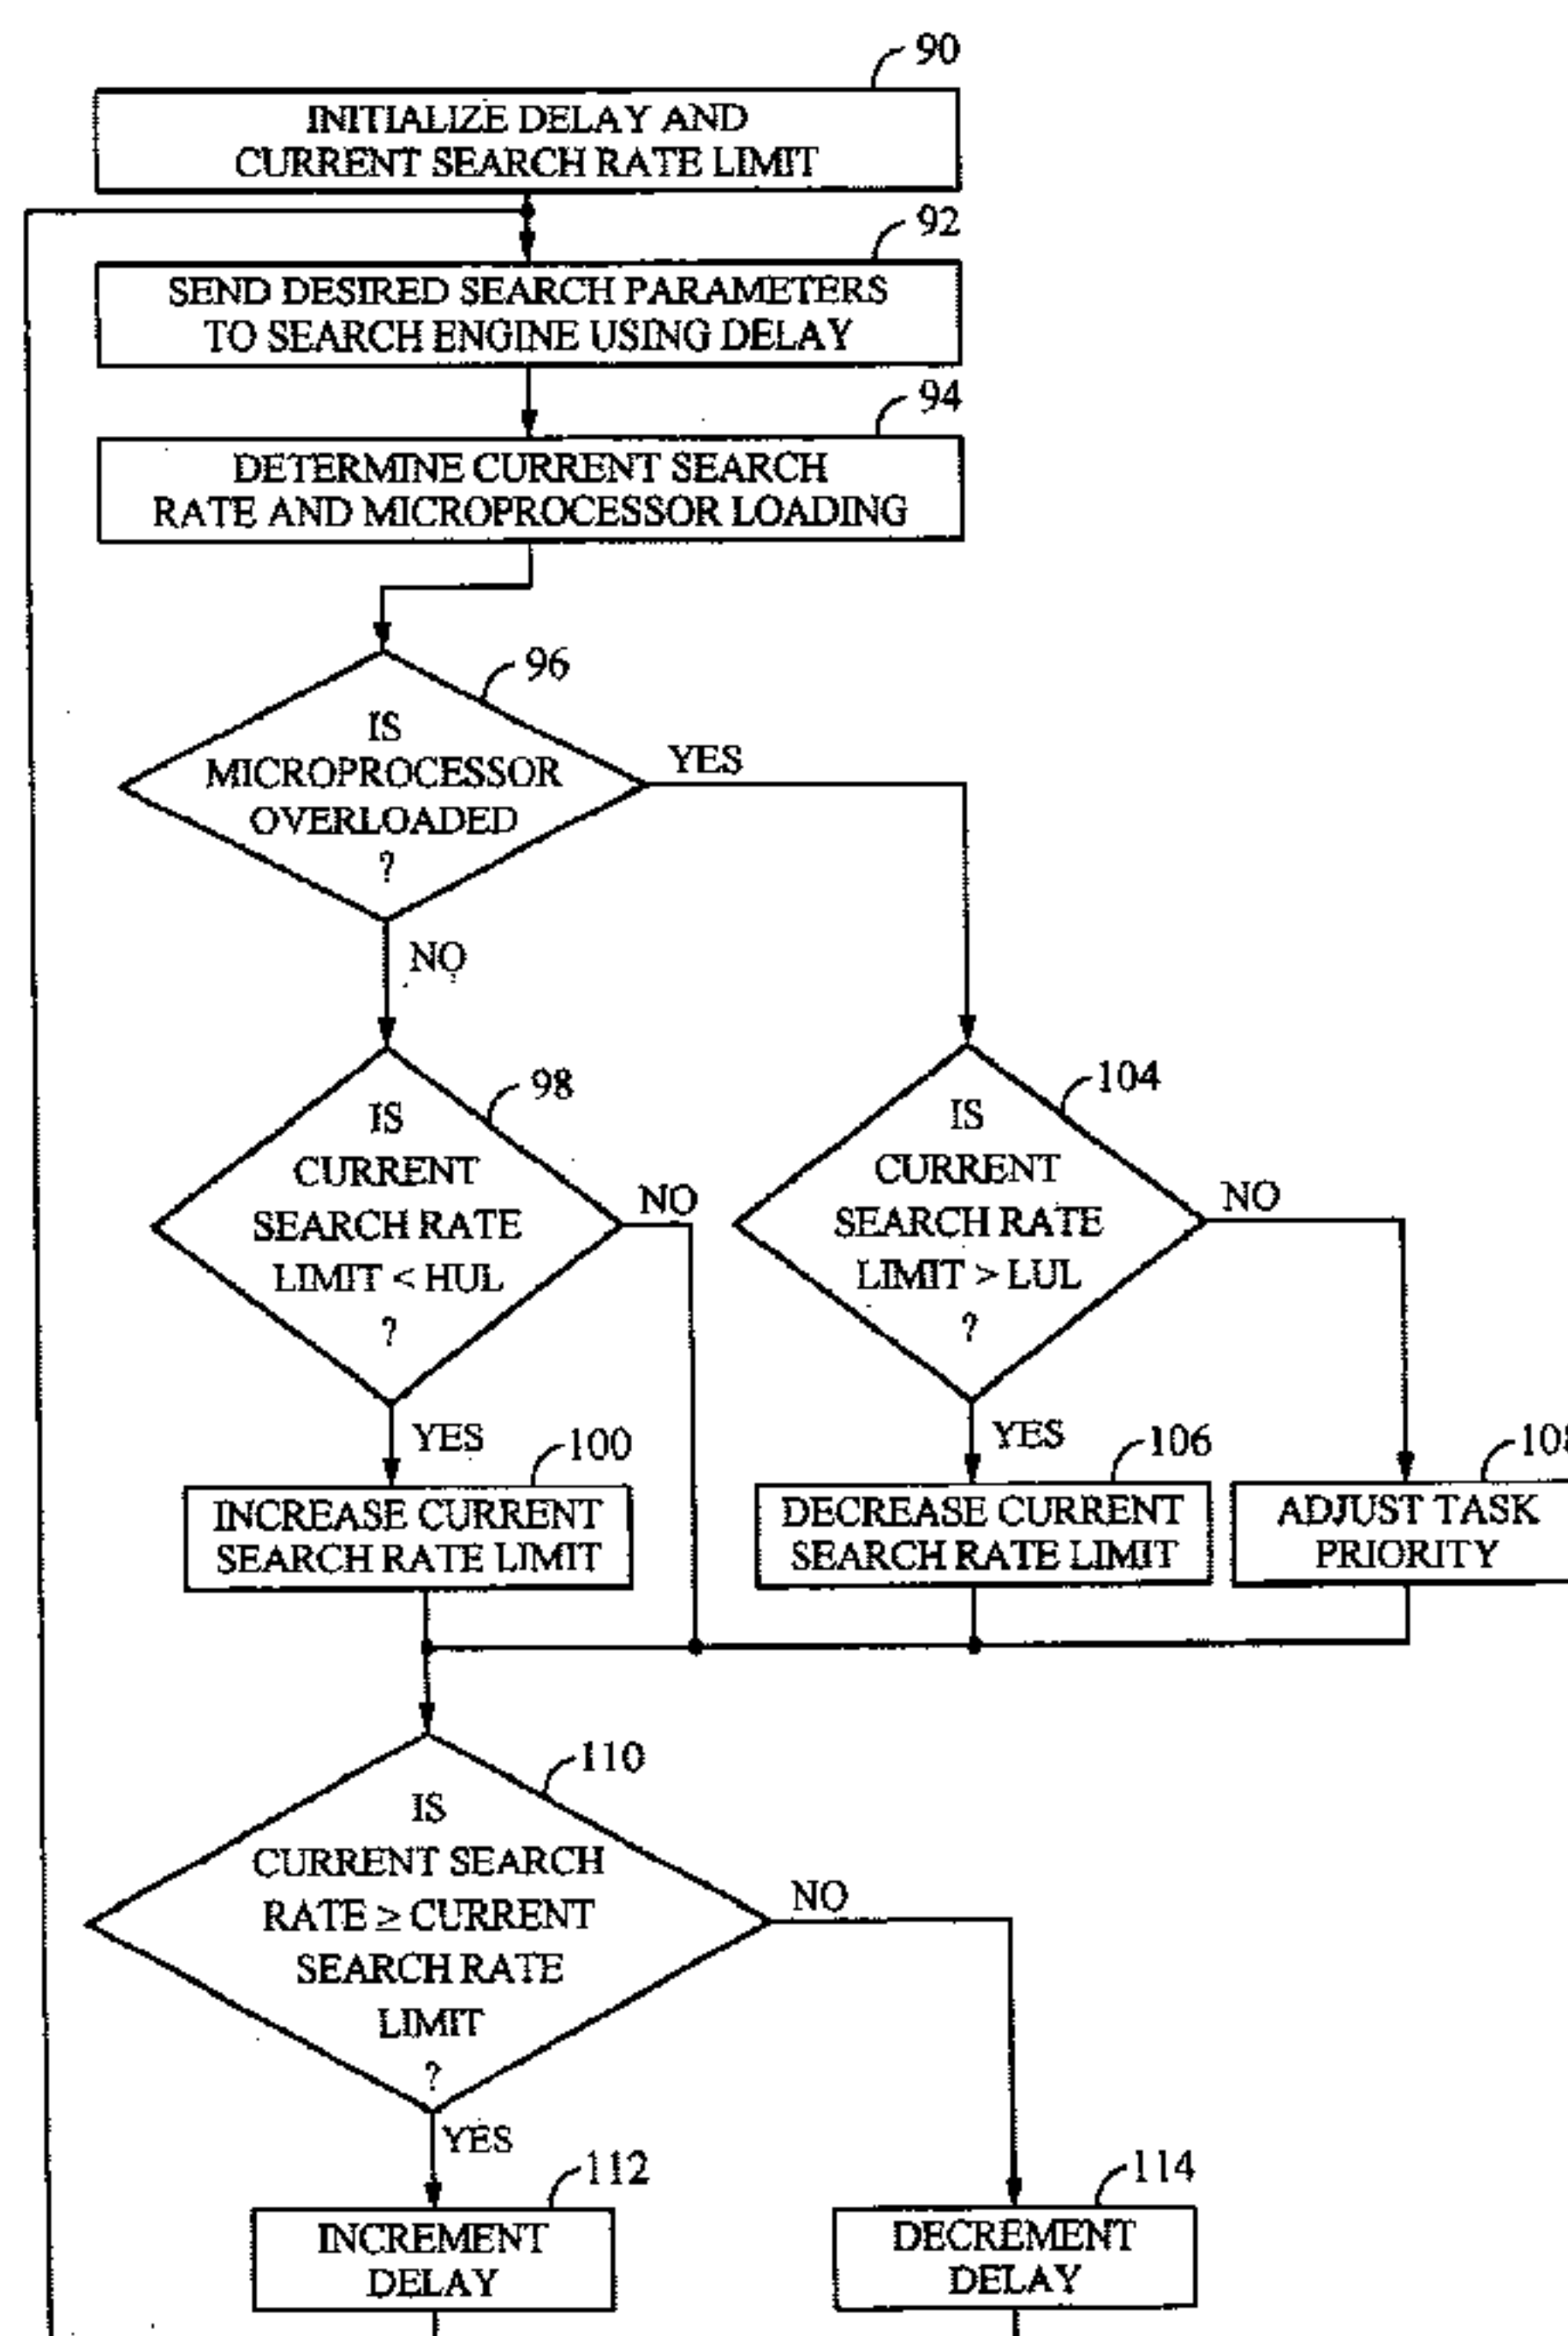 90
INITIALIZE DELAY AND
CURRENT SEARCH RATE LIMIT
92
SEND DESIRED SEARCH PARAMETERS
TO SEARCH ENGINE USING DELAY
94
DETERMINE CURRENT SEARCH
RATE AND MICROPROCESSOR LOADING
96
IS
MICROPROCESSOR
OVERLOADED
?
YES
NO
98
IS
CURRENT
SEARCH RATE
LIMIT < HUL
?
NO
YES
104
IS
CURRENT
SEARCH RATE
LIMIT > LUL
?
NO
YES
100
INCREASE CURRENT
SEARCH RATE LIMIT
106
DECREASE CURRENT
SEARCH RATE LIMIT
108
ADJUST TASK
PRIORITY
110
IS
CURRENT SEARCH
RATE ≥ CURRENT
SEARCH RATE
LIMIT
?
NO
YES
112
INCREMENT
DELAY
114
DECREMENT
DELAY